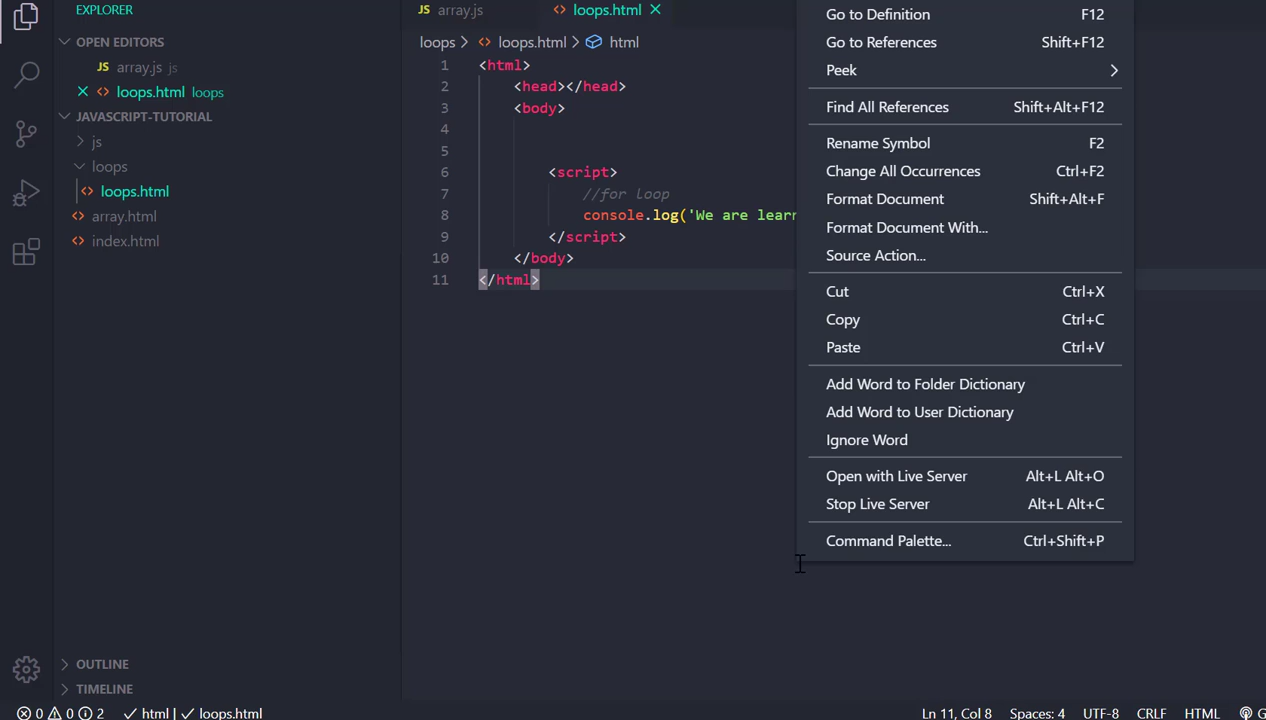 EXPLORER
OPEN EDITORS
JS array.js js
loops.html loops
JAVASCRIPT-TUTORIAL
js
loops
loops.html
array.html
index.html
OUTLINE
TIMELINE
JS array.js
loops.html
loops > loops.html > html
1 <html>
2 <head></head>
3 <body>
4
5
6 <script>
7 //for loop
8 console.log('We are learn
9 </script>
10 </body>
11 </html>
Go to Definition F12
Go to References Shift+F12
Peek
Find All References Shift+Alt+F12
Rename Symbol F2
Change All Occurrences Ctrl+F2
Format Document Shift+Alt+F
Format Document With...
Source Action...
Cut Ctrl+X
Copy Ctrl+C
Paste Ctrl+V
Add Word to Folder Dictionary
Add Word to User Dictionary
Ignore Word
Open with Live Server Alt+L Alt+O
Stop Live Server Alt+L Alt+C
Command Palette... Ctrl+Shift+P
0 0 2 ✓ html | ✓ loops.html Ln 11, Col 8 Spaces: 4 UTF-8 CRLF HTML G